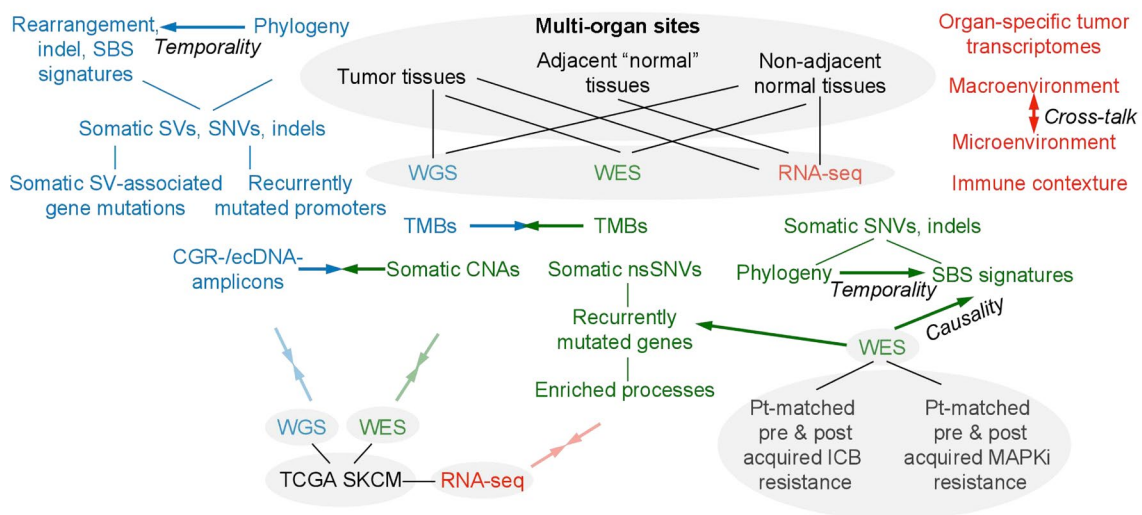 Multi-organ sites
Tumor tissues
Adjacent “normal”
tissues
Non-adjacent
normal tissues
WGS
WES
RNA-seq
Rearrangement,
indel, SBS
signatures
Temporality
Phylogeny
Somatic SVs, SNVs, indels
Somatic SV-associated
gene mutations
Recurrently
mutated promoters
Organ-specific tumor
transcriptomes
Macroenvironment
Cross-talk
Microenvironment
Immune contexture
TMBs
TMBs
CGR-/ecDNA-
amplicons
Somatic CNAs
Somatic nsSNVs
Recurrently
mutated genes
Enriched processes
Somatic SNVs, indels
Phylogeny
Temporality
SBS signatures
Causality
WES
Pt-matched
pre & post
acquired ICB
resistance
Pt-matched
pre & post
acquired MAPKi
resistance
WGS
WES
TCGA SKCM
RNA-seq